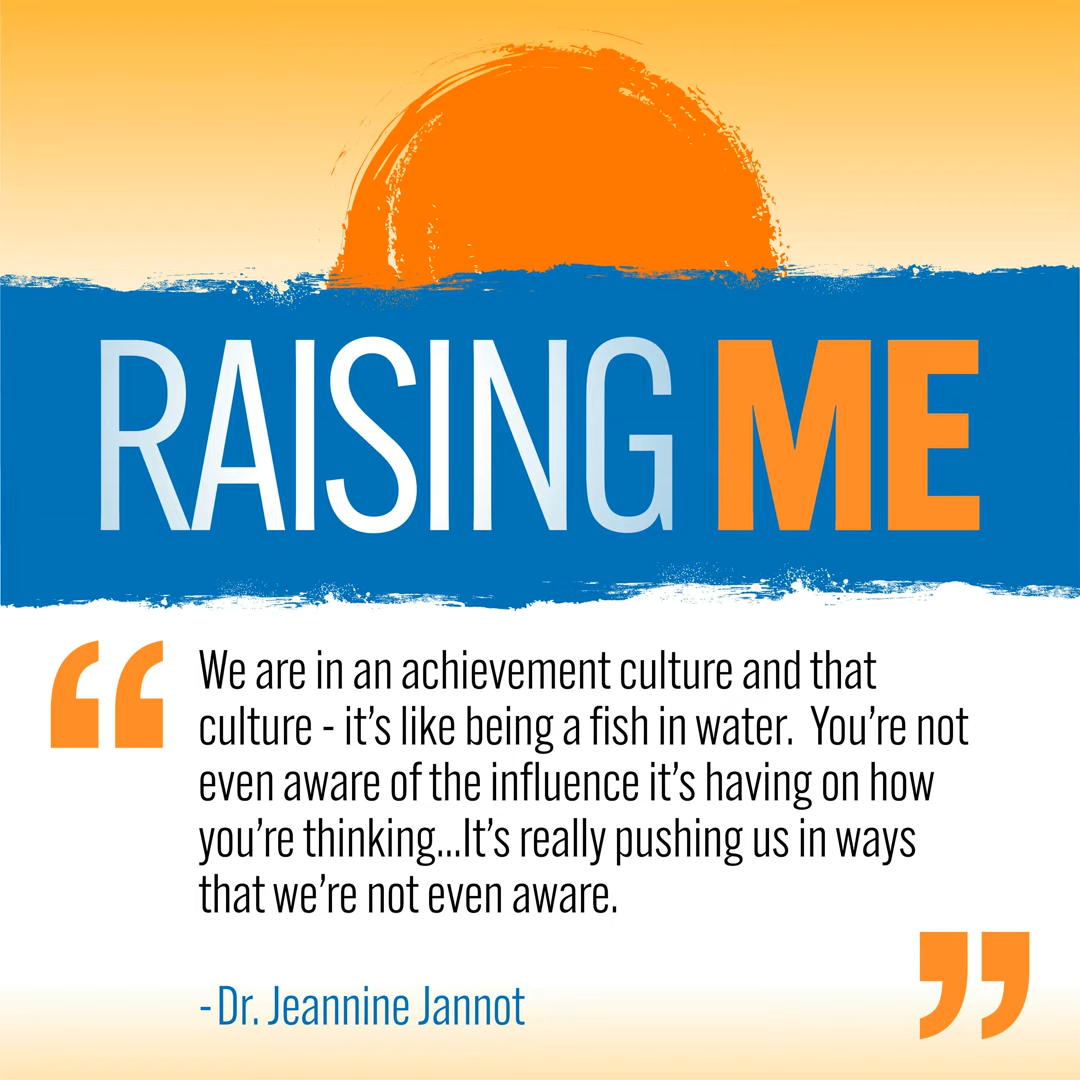 RAISING ME
“ We are in an achievement culture and that
culture - it’s like being a fish in water.  You’re not
even aware of the influence it’s having on how
you’re thinking...It’s really pushing us in ways
that we’re not even aware.
”
- Dr. Jeannine Jannot